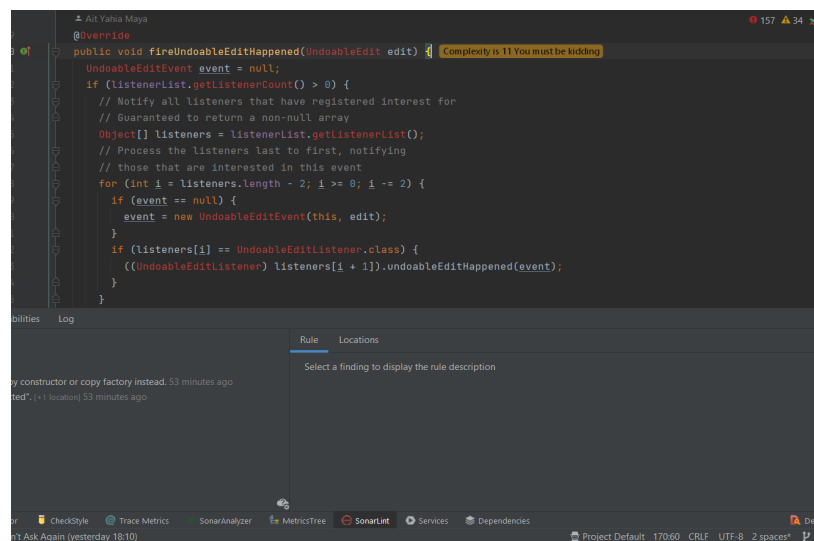 Ait Yahia Maya
157 34
@Override
public void fireUndoableEditHappened(UndoableEdit edit) { Complexity is 11 You must be kidding
UndoableEditEvent event = null;
if (listenerList.getListenerCount() > 0) {
// Notify all listeners that have registered interest for
// Guaranteed to return a non-null array
Object[] listeners = listenerList.getListenerList();
// Process the listeners last to first, notifying
// those that are interested in this event
for (int i = listeners.length - 2; i >= 0; i -= 2) {
if (event == null) {
event = new UndoableEditEvent(this, edit);
}
if (listeners[i] == UndoableEditListener.class) {
((UndoableEditListener) listeners[i + 1]).undoableEditHappened(event);
}
}
abilities Log
Rule Locations
Select a finding to display the rule description
y constructor or copy factory instead. 53 minutes ago
ted". [+1 location] 53 minutes ago
or CheckStyle Trace Metrics SonarAnalyzer MetricsTree SonarLint Services Dependencies De
n't Ask Again (yesterday 18:10) Project Default 170:60 CRLF UTF-8 2 spaces*